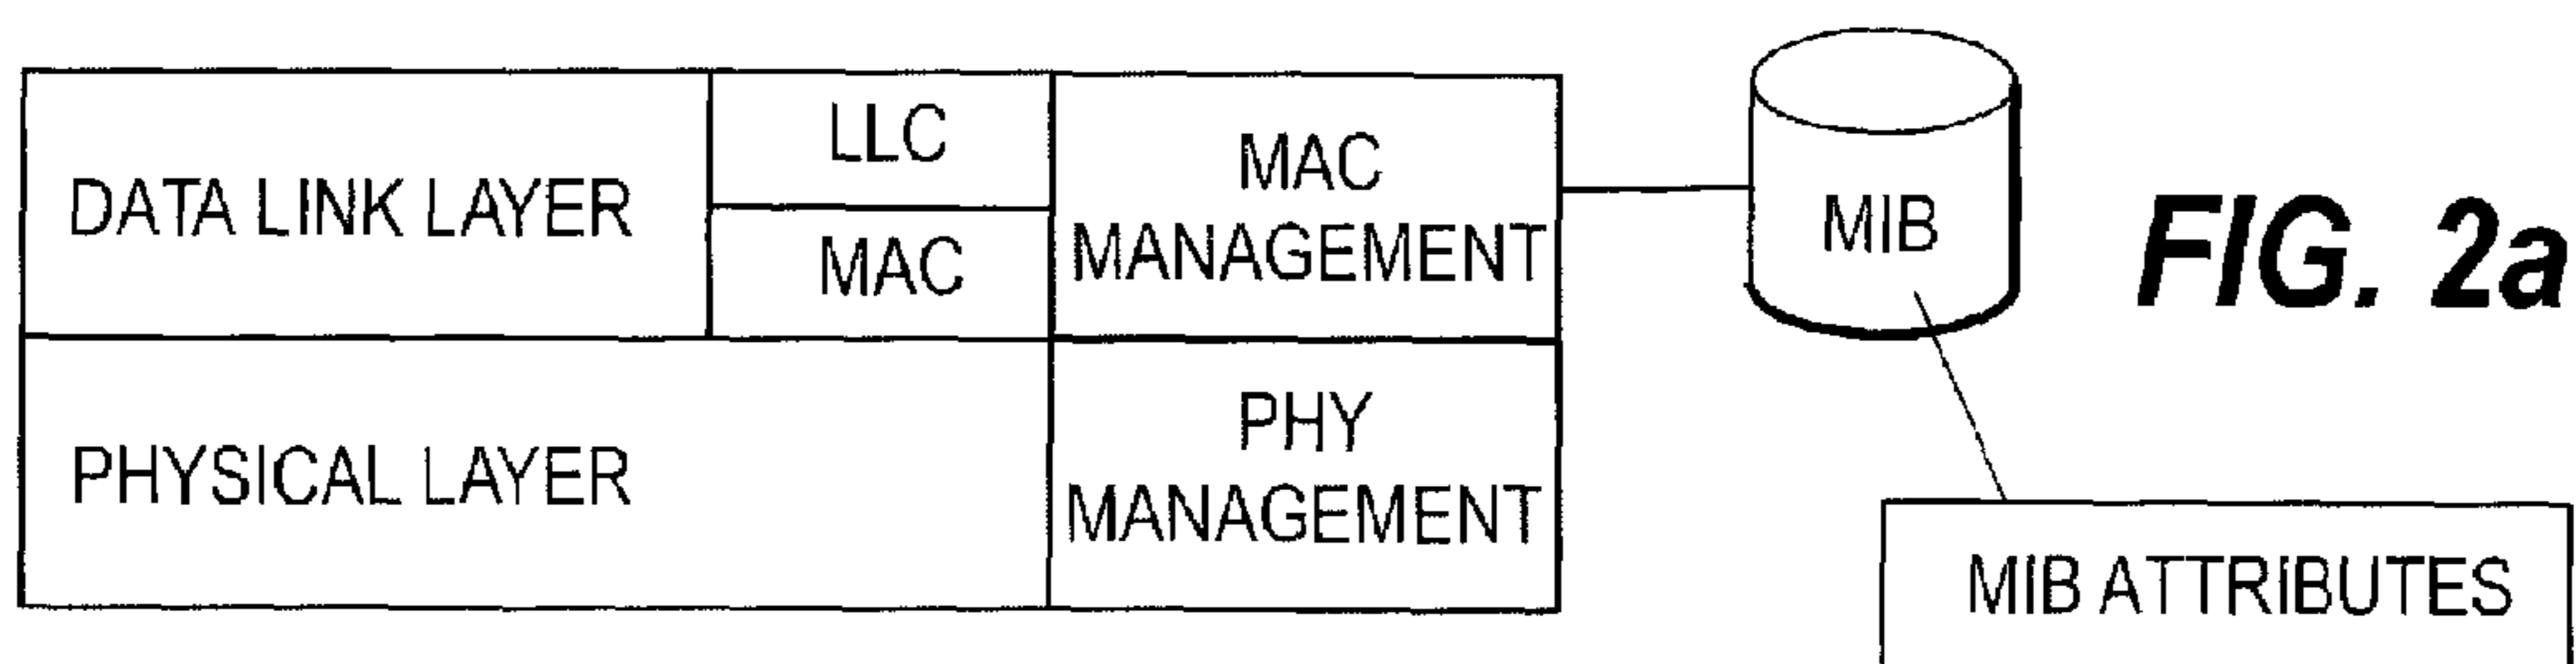 DATA LINK LAYER
LLC
MAC
MAC
MANAGEMENT
MIB
FIG. 2a
PHYSICAL LAYER
PHY
MANAGEMENT
MIB ATTRIBUTES